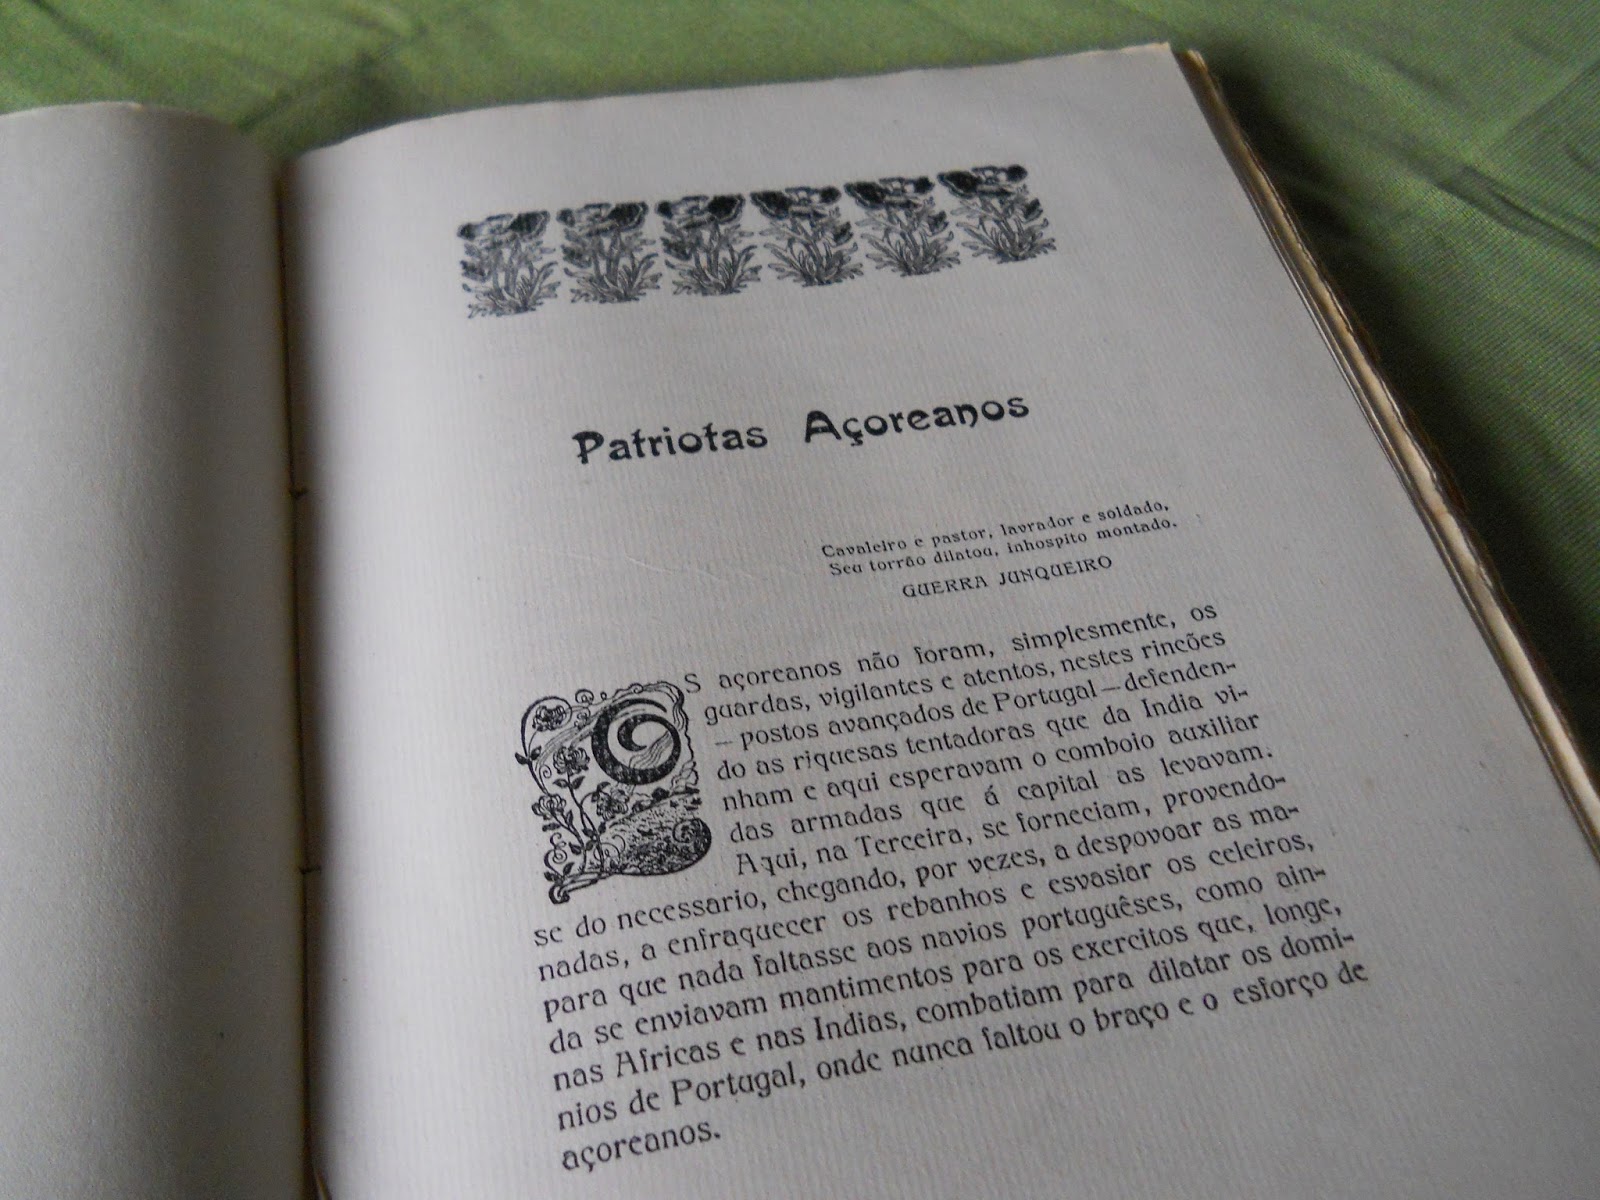 Patriotas Açoreanos
Cavaleiro e pastor, lavrador e soldado,
Seu torrão dilatou, inhospito montado.
GUERRA JUNQUEIRO
OS açoreanos não foram, simplesmente, os
guardas, vigilantes e atentos, nestes rincões
— postos avançados de Portugal — defenden-
do as riquesas tentadoras que da India vi-
nham e aqui esperavam o comboio auxiliar
das armadas que á capital as levavam.
Aqui, na Terceira, se forneciam, provendo-
se do necessario, chegando, por vezes, a despovoar as ma-
nadas, a enfraquecer os rebanhos e esvasiar os celeiros,
para que nada faltasse aos navios portuguêses, como ain-
da se enviavam mantimentos para os exercitos que, longe,
nas Africas e nas Indias, combatiam para dilatar os domi-
nios de Portugal, onde nunca faltou o braço e o esforço de
açoreanos.